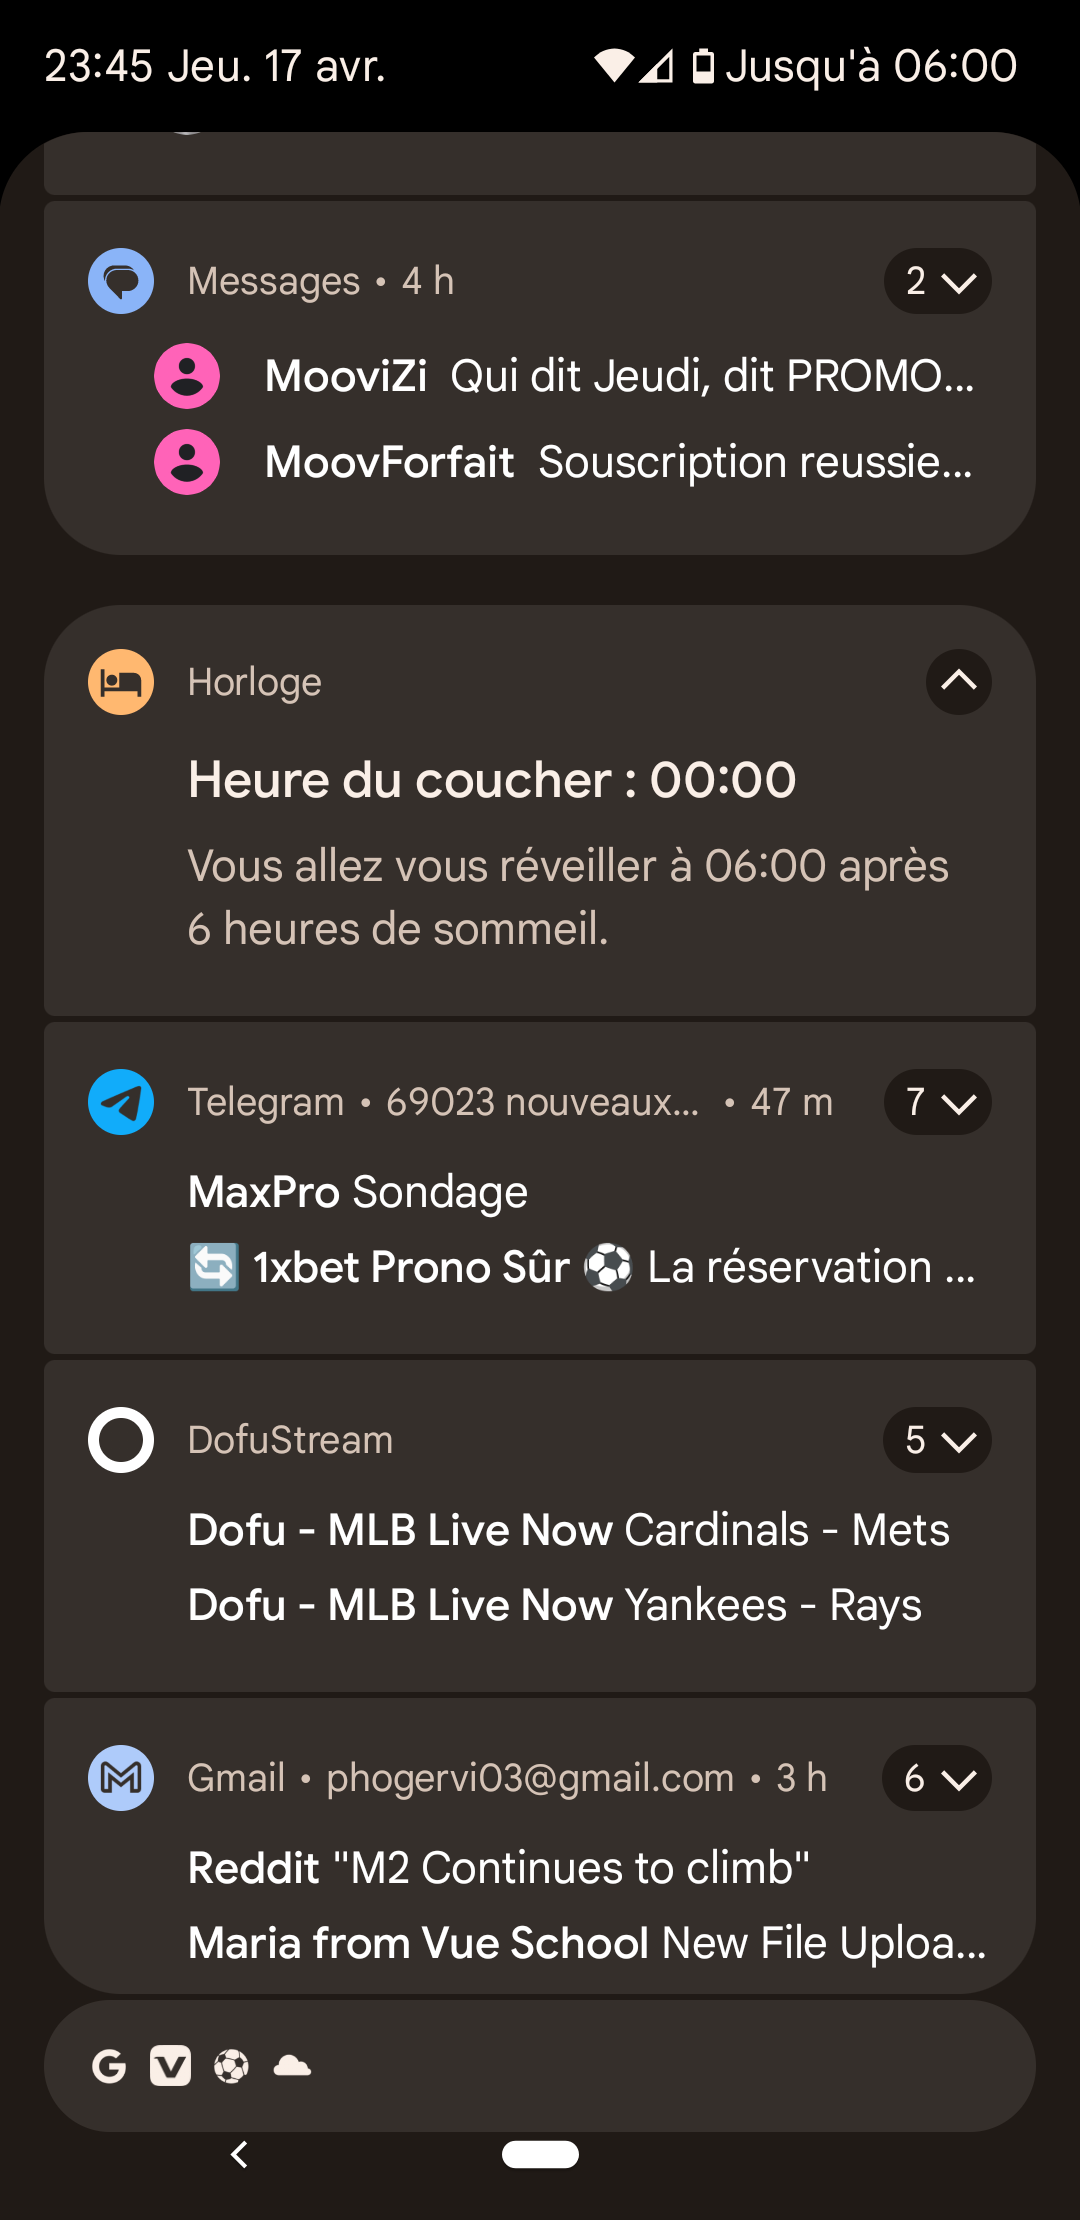 23:45 Jeu. 17 avr. Jusqu'à 06:00
Messages • 4 h 2
MooviZi Qui dit Jeudi, dit PROMO...
MoovForfait Souscription reussie...
Horloge
Heure du coucher : 00:00
Vous allez vous réveiller à 06:00 après
6 heures de sommeil.
Telegram • 69023 nouveaux... • 47 m 7
MaxPro Sondage
🔄 1xbet Prono Sûr ⚽ La réservation ...
DofuStream 5
Dofu - MLB Live Now Cardinals - Mets
Dofu - MLB Live Now Yankees - Rays
Gmail • phogervi03@gmail.com • 3 h 6
Reddit "M2 Continues to climb"
Maria from Vue School New File Uploa...